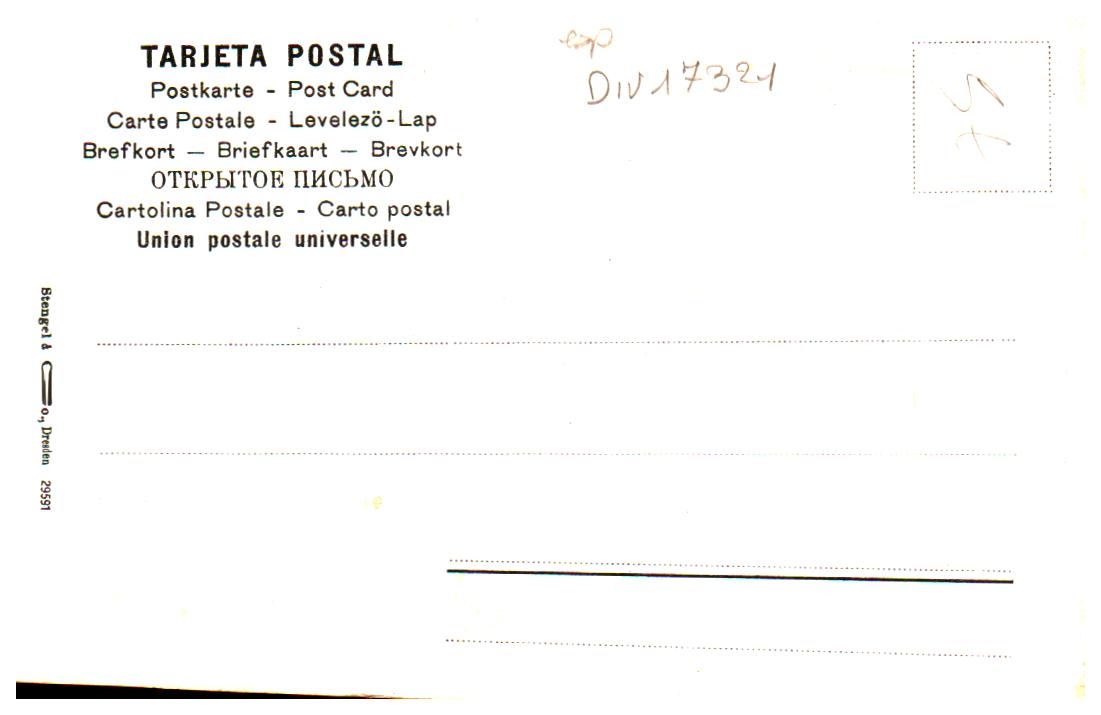 TARJETA POSTAL
Postkarte - Post Card
Carte Postale - Levelezö-Lap
Brefkort — Briefkaart — Brevkort
ОТКРЫТОЕ ПИСЬМО
Cartolina Postale - Carto postal
Union postale universelle
DIV 17321
Stengel & Co., Dresden 29591